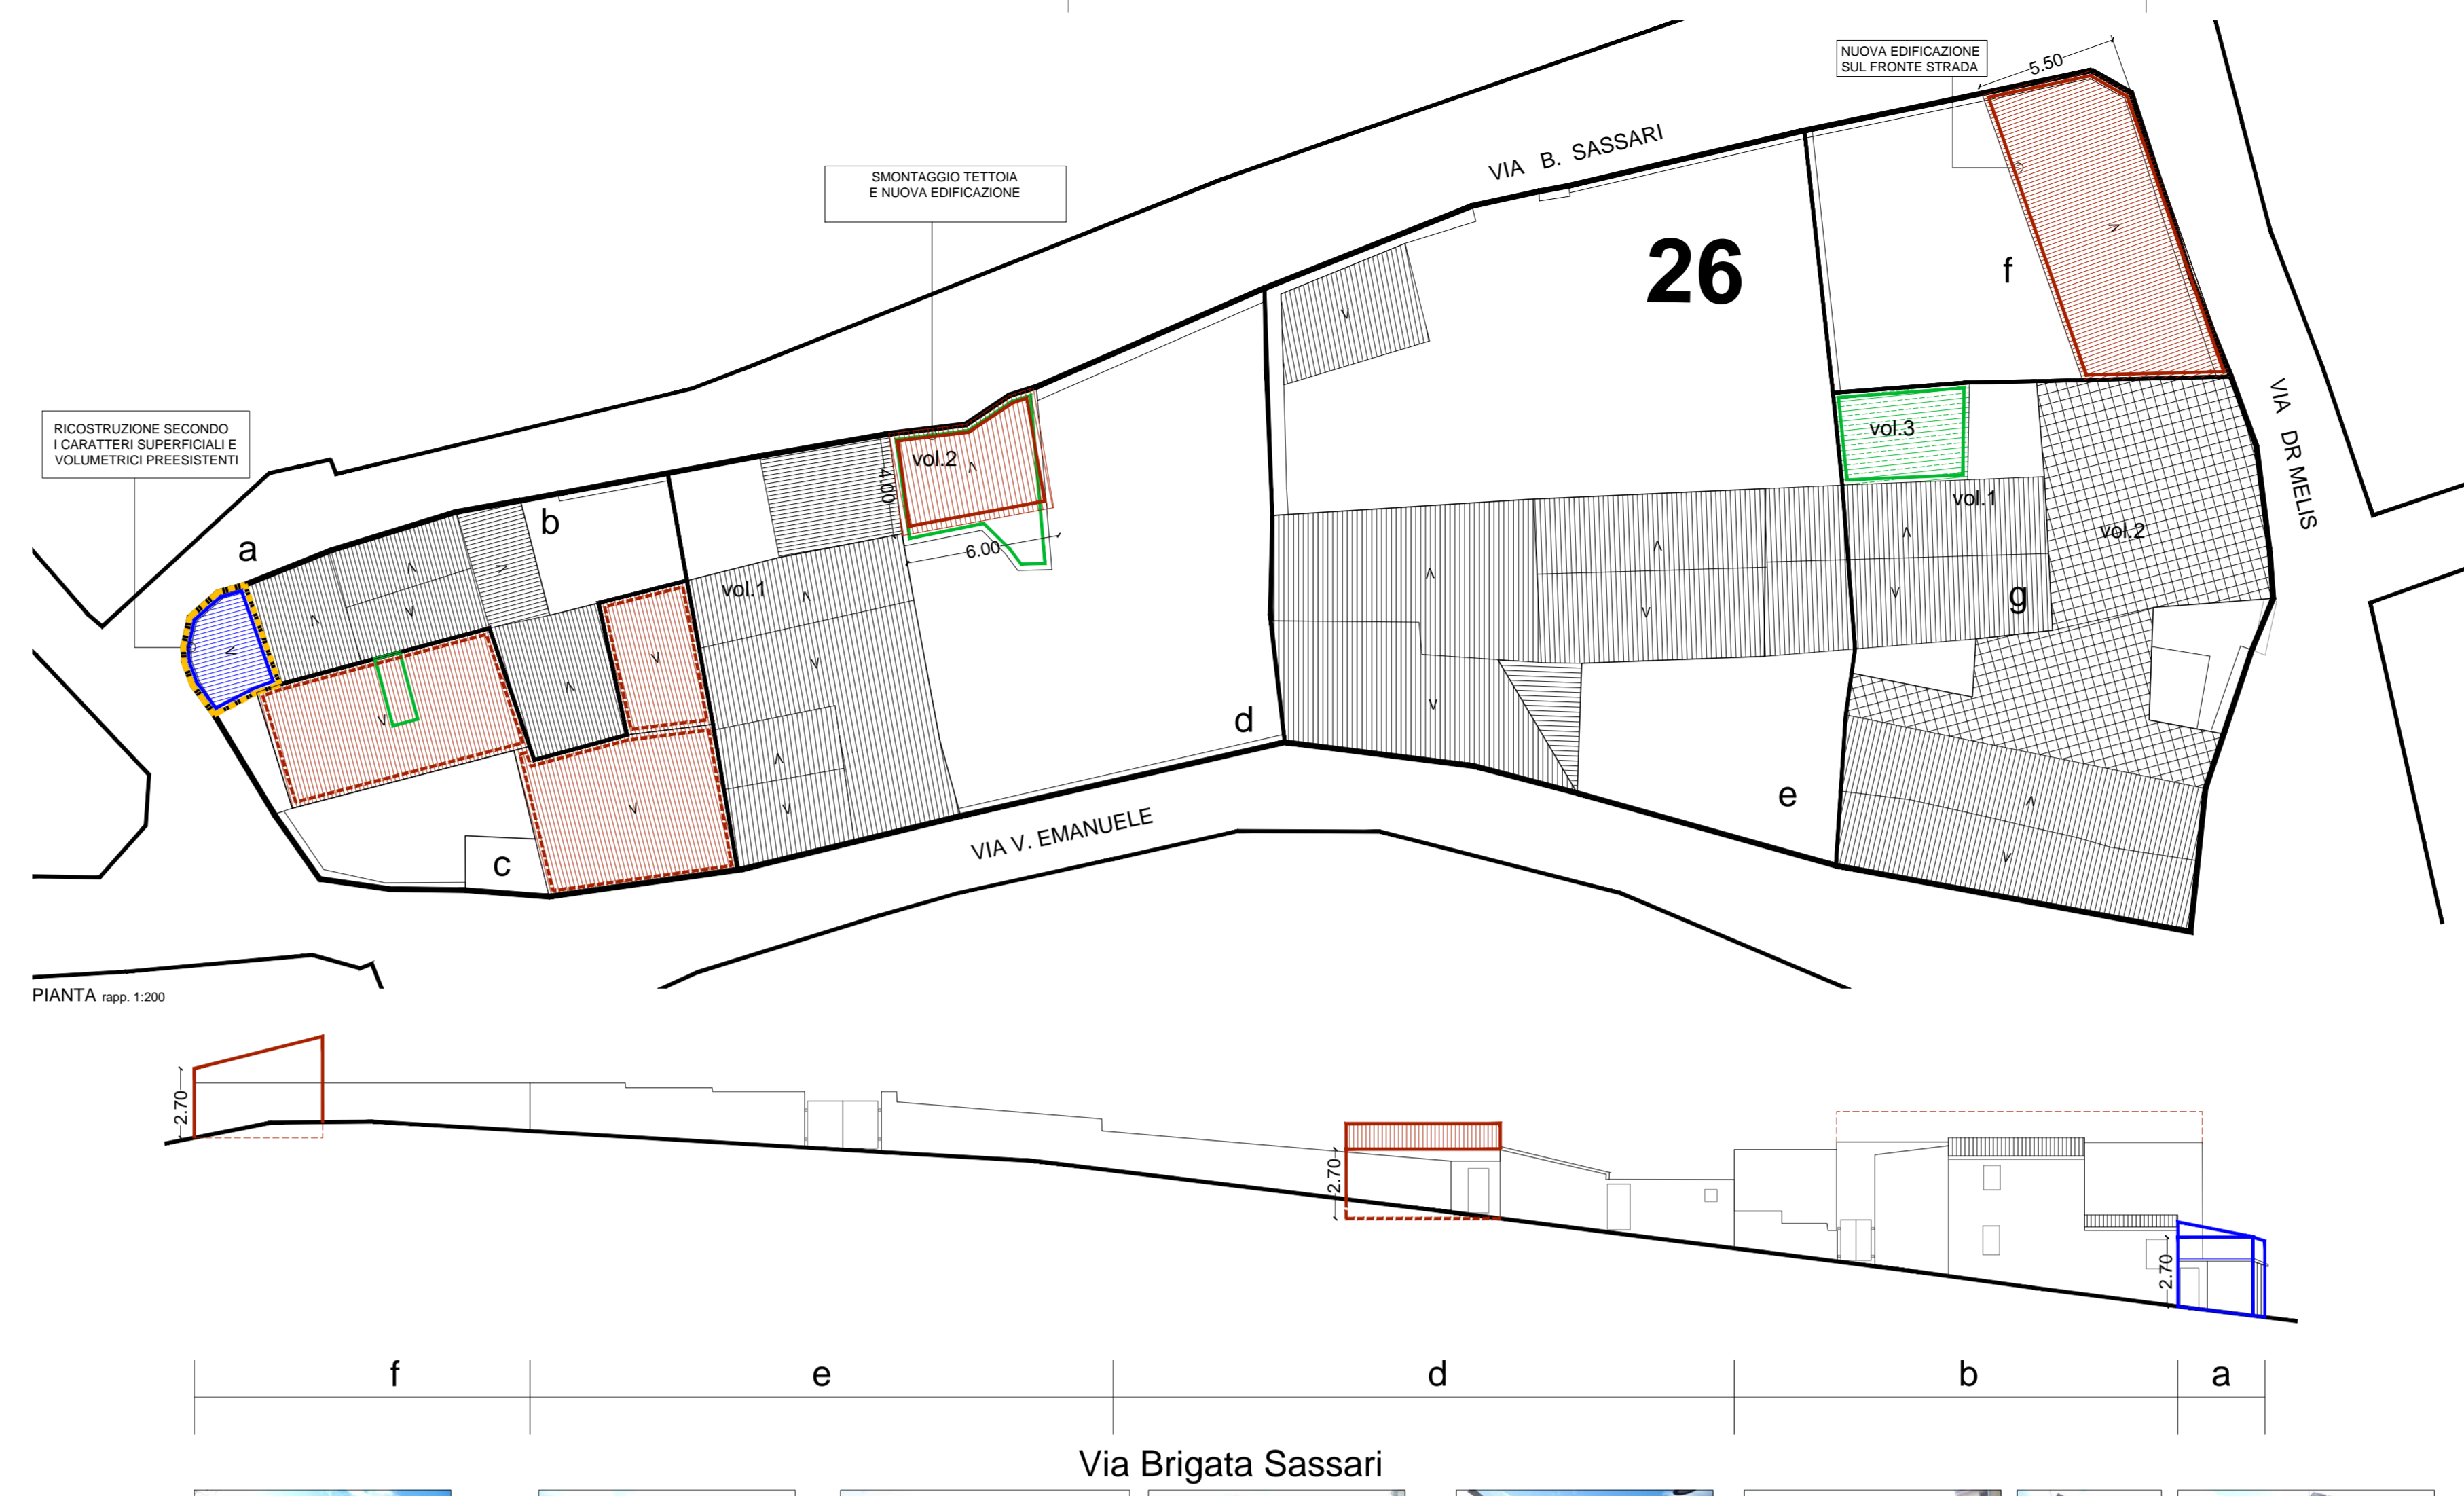 NUOVA EDIFICAZIONE
SUL FRONTE STRADA
5.50
VIA B. SASSARI
SMONTAGGIO TETTOIA
E NUOVA EDIFICAZIONE
26
f
RICOSTRUZIONE SECONDO
I CARATTERI SUPERFICIALI E
VOLUMETRICI PREESISTENTI
vol.2
4.00
6.00
vol.3
VIA DR MELIS
vol.1
vol.2
a
b
vol.1
g
d
e
c
VIA V. EMANUELE
PIANTA rapp. 1:200
2.70
2.70
2.70
f
e
d
b
a
Via Brigata Sassari